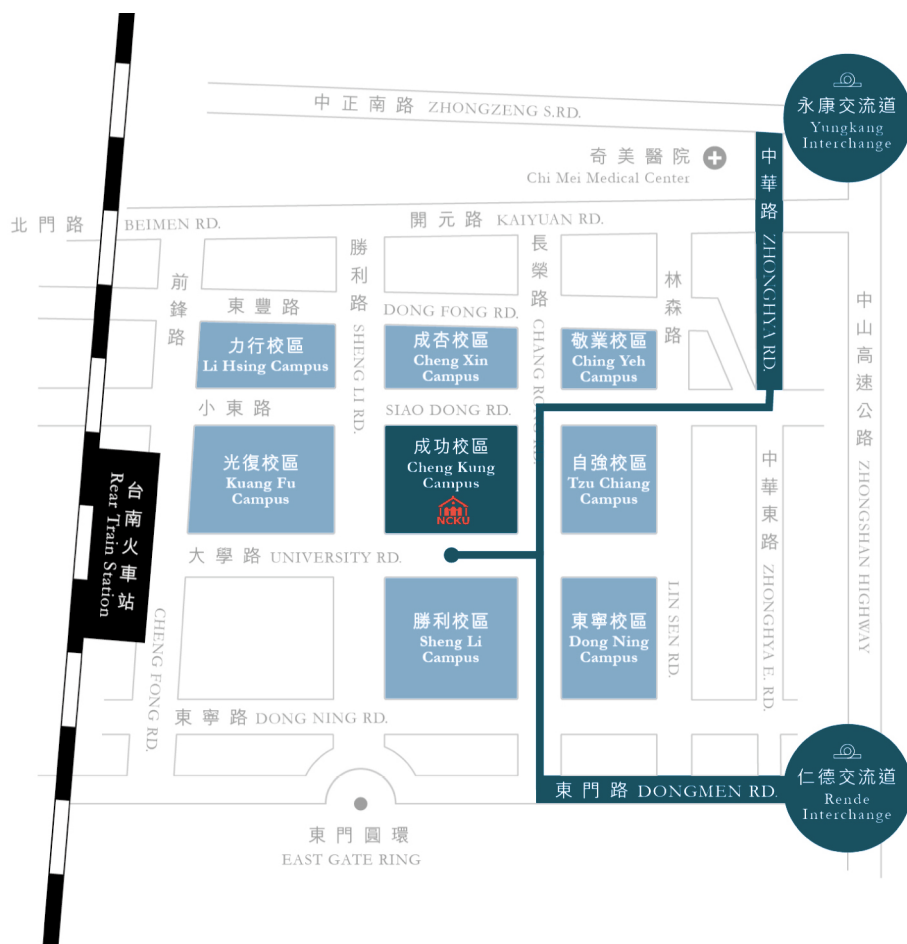 中正南路 ZHONGZENG S.RD.
永康交流道
Yungkang
Interchange
奇美醫院
Chi Mei Medical Center
中華路 ZHONGHYA RD.
北門路 BEIMEN RD.
開元路 KAIYUAN RD.
前鋒路
勝利路 SHENG LI RD.
長榮路 CHANG RONG RD.
林森路
中山高速公路 ZHONGSHAN HIGHWAY
東豐路 DONG FONG RD.
力行校區
Li Hsing Campus
成杏校區
Cheng Xin
Campus
敬業校區
Ching Yeh
Campus
小東路 SIAO DONG RD.
光復校區
Kuang Fu
Campus
成功校區
Cheng Kung
Campus
NCKU
自強校區
Tzu Chiang
Campus
中華東路 ZHONGHYA E. RD.
台南火車站
Rear Train Station
大學路 UNIVERSITY RD.
CHENG FONG RD.
勝利校區
Sheng Li
Campus
東寧校區
Dong Ning
Campus
LIN SEN RD.
東寧路 DONG NING RD.
東門路 DONGMEN RD.
仁德交流道
Rende
Interchange
東門圓環
EAST GATE RING